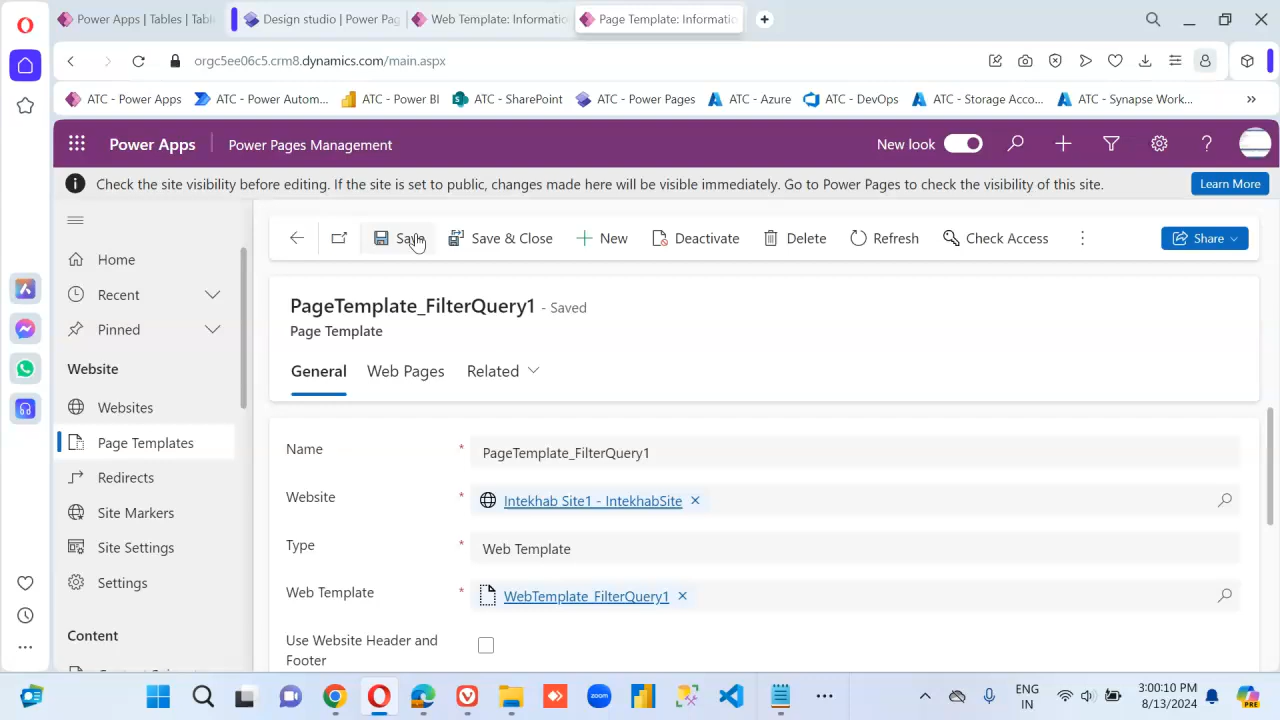 Power Apps | Tables | Tabl
Design studio | Power Pag
Web Template: Informatio
Page Template: Informatio
orgc5ee06c5.crm8.dynamics.com/main.aspx
ATC - Power Apps
ATC - Power Autom...
ATC - Power BI
ATC - SharePoint
ATC - Power Pages
ATC - Azure
ATC - DevOps
ATC - Storage Acco...
ATC - Synapse Work...
Power Apps
Power Pages Management
New look
Check the site visibility before editing. If the site is set to public, changes made here will be visible immediately. Go to Power Pages to check the visibility of this site.
Learn More
Home
Recent
Pinned
Website
Websites
Page Templates
Redirects
Site Markers
Site Settings
Settings
Content
Save
Save & Close
New
Deactivate
Delete
Refresh
Check Access
Share
PageTemplate_FilterQuery1 - Saved
Page Template
General
Web Pages
Related
Name * PageTemplate_FilterQuery1
Website * Intekhab Site1 - IntekhabSite
Type * Web Template
Web Template * WebTemplate_FilterQuery1
Use Website Header and
Footer
ENG
IN
3:00:10 PM
8/13/2024
zoom
PRE